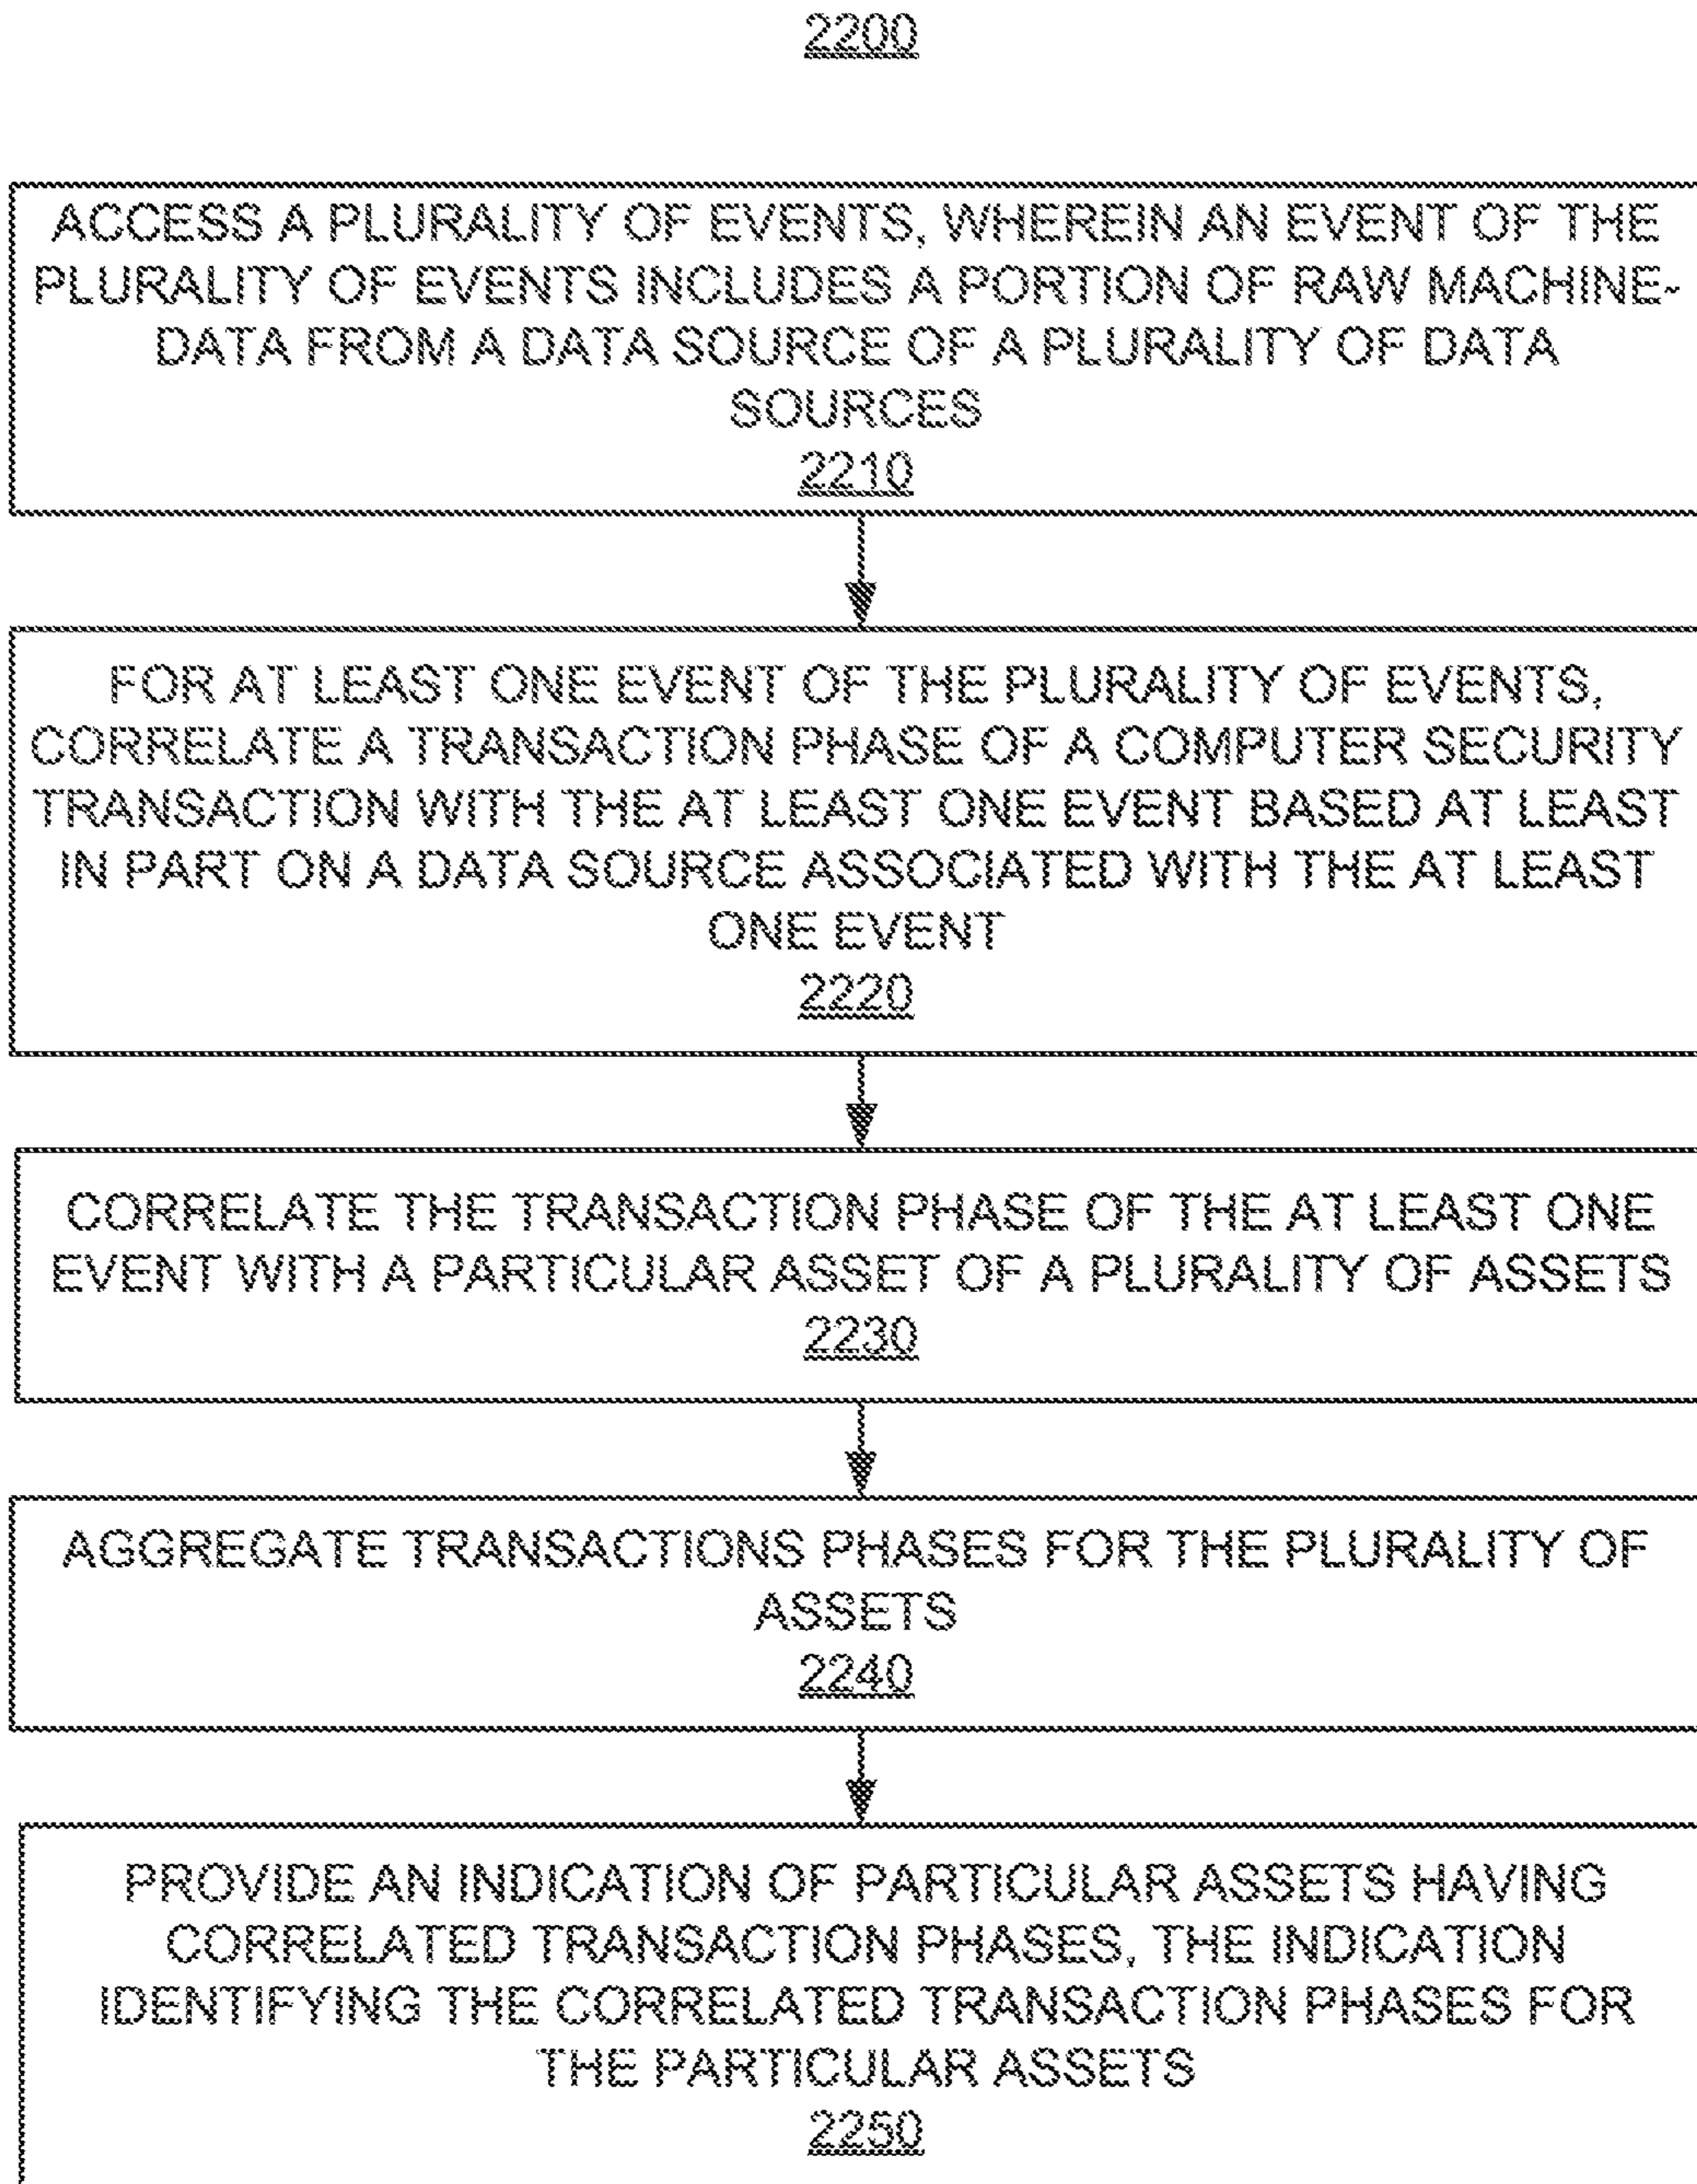 2200
ACCESS A PLURALITY OF EVENTS, WHEREIN AN EVENT OF THE
PLURALITY OF EVENTS INCLUDES A PORTION OF RAW MACHINE-
DATA FROM A DATA SOURCE OF A PLURALITY OF DATA
SOURCES
2210
FOR AT LEAST ONE EVENT OF THE PLURALITY OF EVENTS,
CORRELATE A TRANSACTION PHASE OF A COMPUTER SECURITY
TRANSACTION WITH THE AT LEAST ONE EVENT BASED AT LEAST
IN PART ON A DATA SOURCE ASSOCIATED WITH THE AT LEAST
ONE EVENT
2220
CORRELATE THE TRANSACTION PHASE OF THE AT LEAST ONE
EVENT WITH A PARTICULAR ASSET OF A PLURALITY OF ASSETS
2230
AGGREGATE TRANSACTIONS PHASES FOR THE PLURALITY OF
ASSETS
2240
PROVIDE AN INDICATION OF PARTICULAR ASSETS HAVING
CORRELATED TRANSACTION PHASES, THE INDICATION
IDENTIFYING THE CORRELATED TRANSACTION PHASES FOR
THE PARTICULAR ASSETS
2250